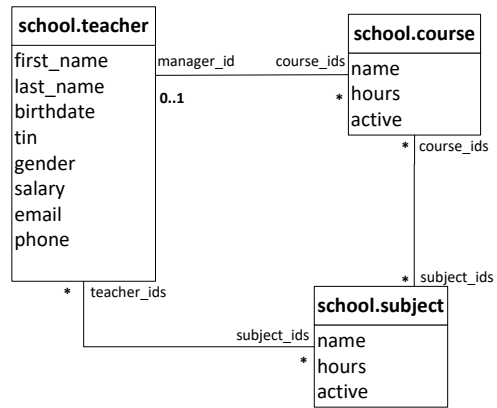 school.teacher
first_name
last_name
birthdate
tin
gender
salary
email
phone
manager_id
course_ids
0..1
*
school.course
name
hours
active
* course_ids
* subject_ids
* teacher_ids
subject_ids
*
school.subject
name
hours
active